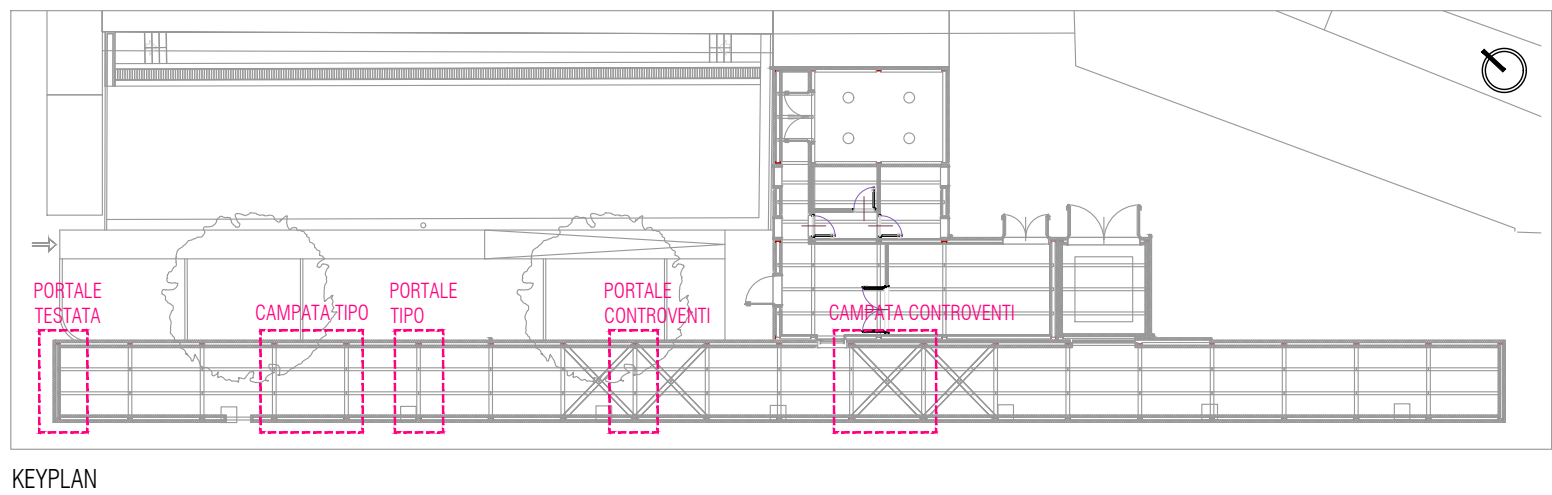 PORTALE
TESTATA
CAMPATA TIPO
PORTALE
TIPO
PORTALE
CONTROVENTI
CAMPATA CONTROVENTI
KEYPLAN